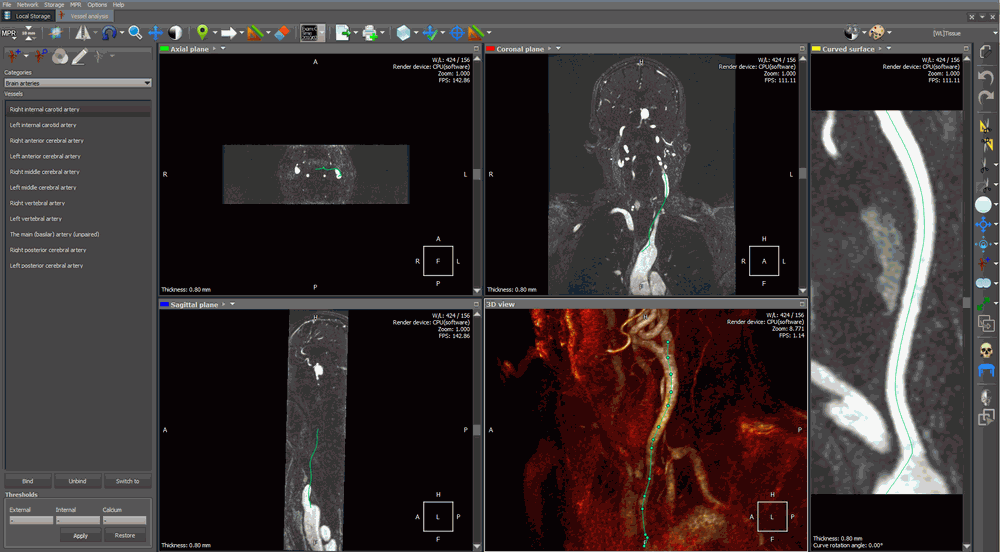 File Network Storage MPR Options Help
Local Storage Vessel analysis
MPR 10 mm
[WL]Tissue
Categories
Brain arteries
Vessels
Right internal carotid artery
Left internal carotid artery
Right anterior cerebral artery
Left anterior cerebral artery
Right middle cerebral artery
Left middle cerebral artery
Right vertebral artery
Left vertebral artery
The main (basilar) artery (unpaired)
Right posterior cerebral artery
Left posterior cerebral artery
Bind Unbind Switch to
Thresholds
External Internal Calcium
- - -
Apply Restore
Axial plane
W/L: 424 / 156
Render device: CPU(software)
Zoom: 1.000
FPS: 142.86
A
R
L
P
A
R F L
P
Thickness: 0.80 mm
Coronal plane
W/L: 424 / 156
Render device: CPU(software)
Zoom: 1.000
FPS: 111.11
H
R
L
F
H
R A L
F
Thickness: 0.80 mm
Sagittal plane
W/L: 424 / 156
Render device: CPU(software)
Zoom: 1.000
FPS: 142.86
H
A
P
F
H
A L P
F
Thickness: 0.80 mm
3D view
W/L: 424 / 156
Render device: CPU(software)
Zoom: 8.771
FPS: 1.14
H
A
P
F
H
A L P
F
Curved surface
W/L: 424 / 156
Render device: CPU(software)
Zoom: 1.000
FPS: 111.11
Thickness: 0.80 mm
Curve rotation angle: 0.00°